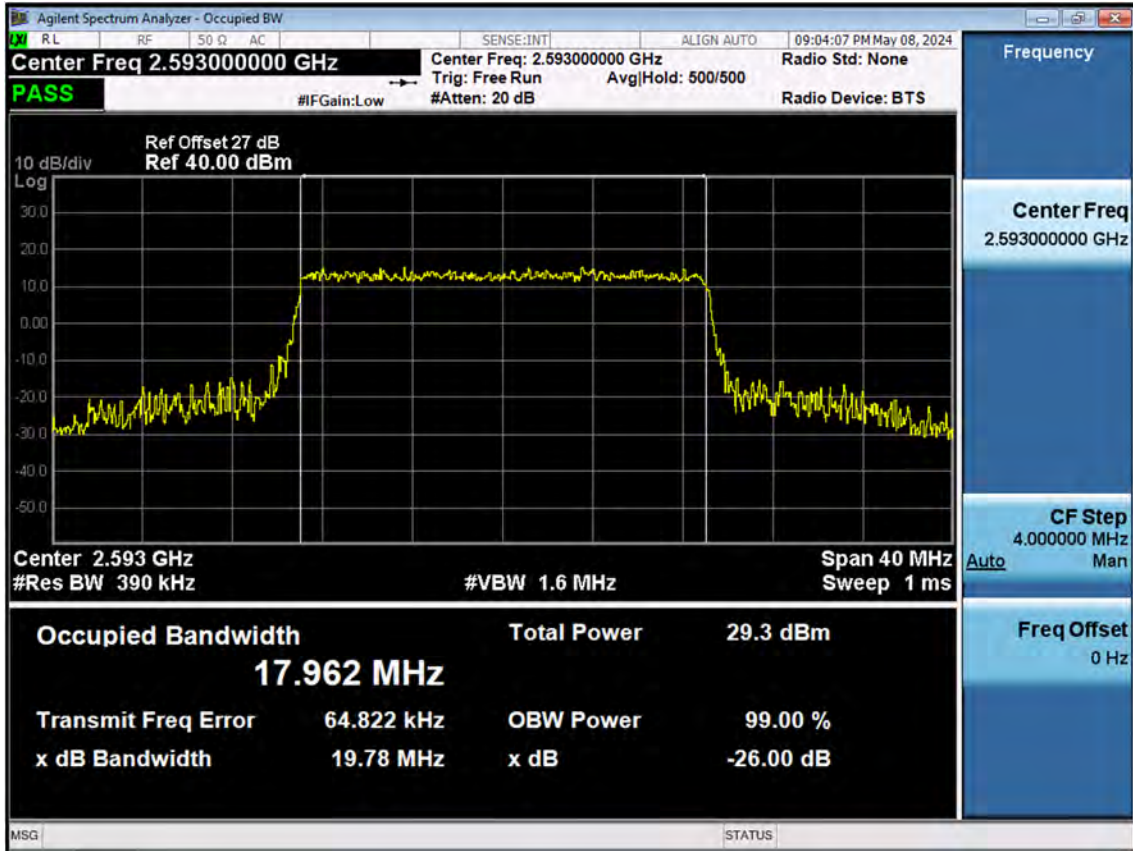 Agilent Spectrum Analyzer - Occupied BW
LXI RL RF 50 Ω AC SENSE:INT ALIGN AUTO 09:04:07 PM May 08, 2024
Center Freq 2.593000000 GHz
Center Freq: 2.593000000 GHz
Radio Std: None
Trig: Free Run Avg|Hold: 500/500
PASS
#IFGain:Low
#Atten: 20 dB
Radio Device: BTS
Ref Offset 27 dB
10 dB/div Ref 40.00 dBm
Log
30.0
20.0
10.0
0.00
-10.0
-20.0
-30.0
-40.0
-50.0
Center 2.593 GHz
Span 40 MHz
#Res BW 390 kHz
#VBW 1.6 MHz
Sweep 1 ms
Occupied Bandwidth
17.962 MHz
Total Power 29.3 dBm
Transmit Freq Error 64.822 kHz
OBW Power 99.00 %
x dB Bandwidth 19.78 MHz
x dB -26.00 dB
MSG
STATUS
Frequency
Center Freq
2.593000000 GHz
CF Step
4.000000 MHz
Auto Man
Freq Offset
0 Hz